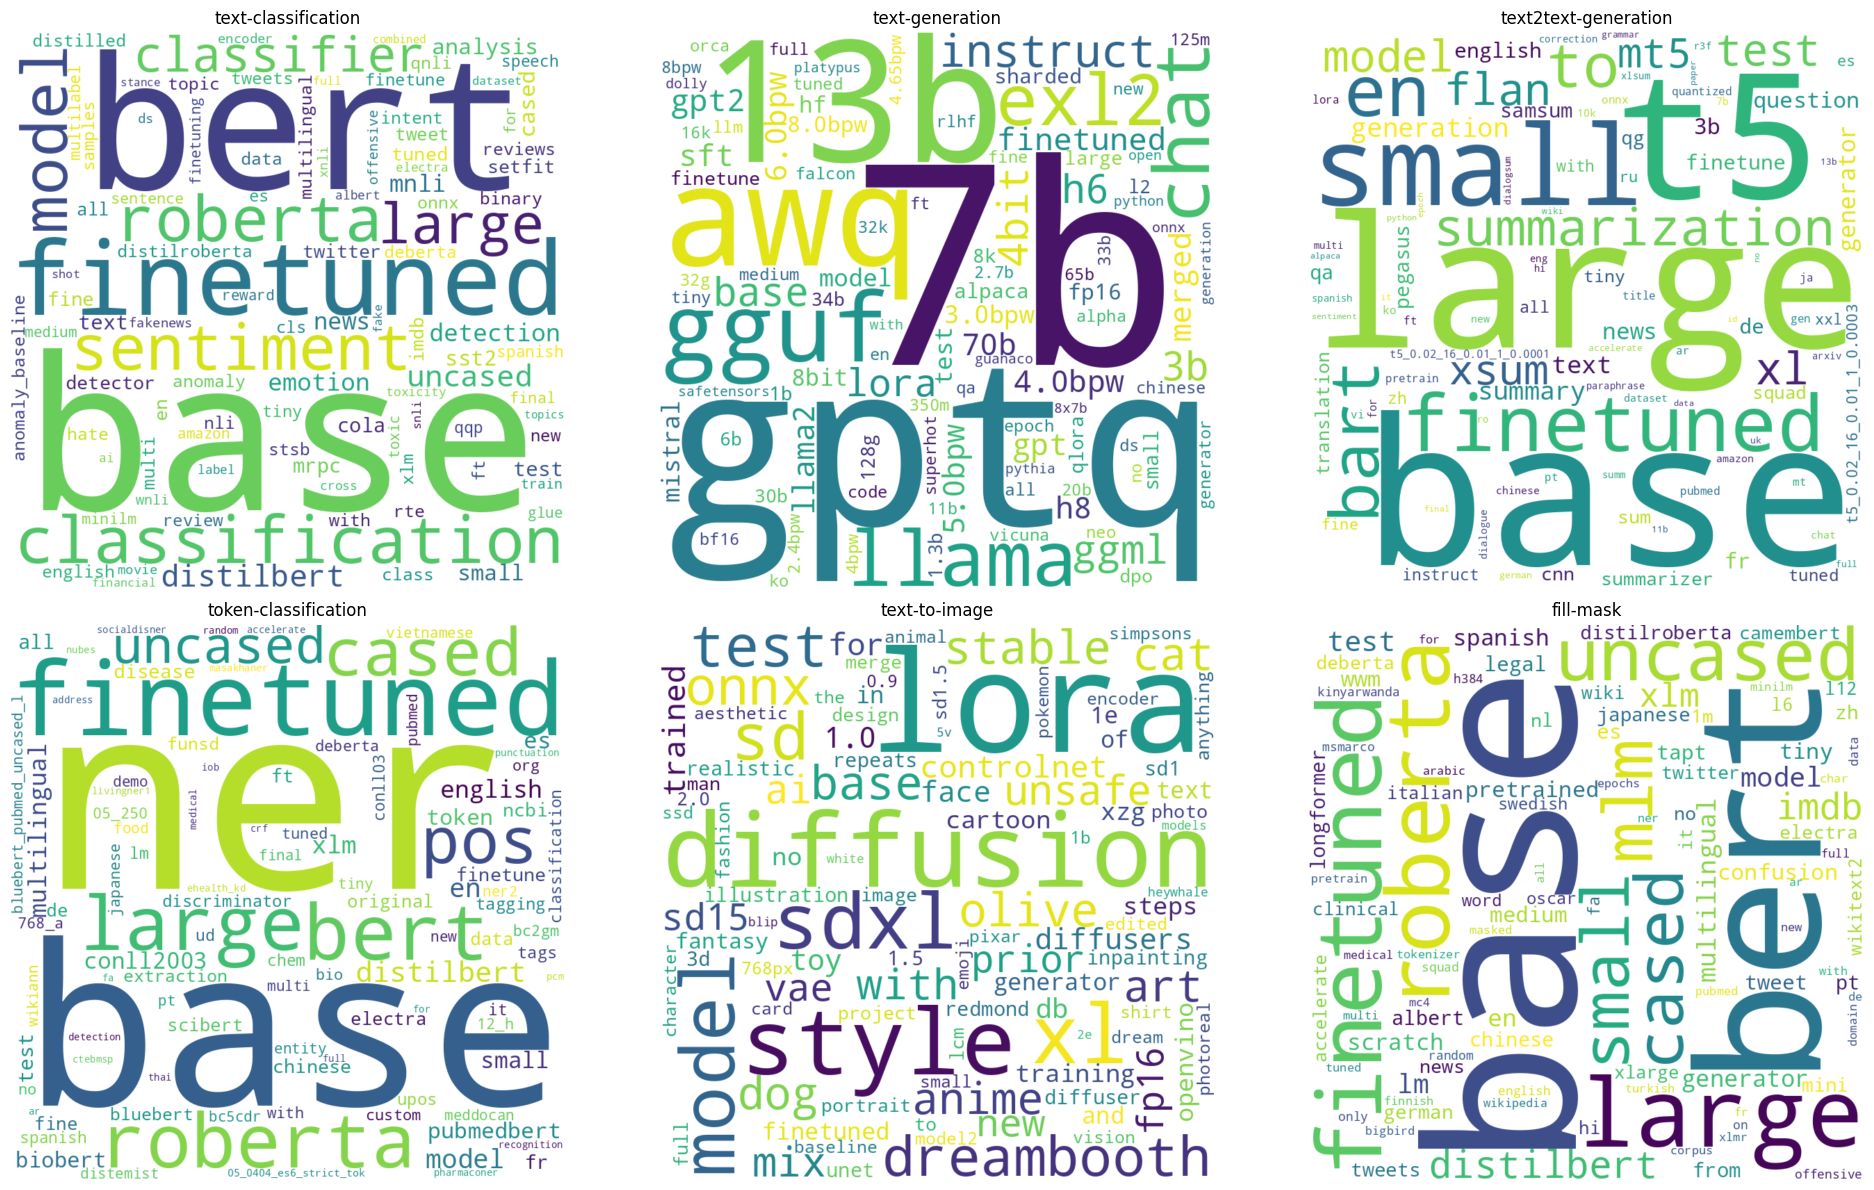 text-classification
distilled
encoder
combined
classifier
analysis
model
bert
qnli
speech
stance
topic
tweets
full
finetune
dataset
multilabel
samples
ds
finetuning
multilingual
intent
tweet
offensive
for
cased
data
xnli
tuned
electra
reviews
setfit
sentence
es
albert
mnli
onnx
binary
all
roberta
large
distilroberta
twitter
deberta
shot
finetuned
fine
reward
anomaly_baseline
medium
text
fakenews
cls
news
fake
imdb
detection
sentiment
sst2
spanish
detector
anomaly
emotion
uncased
toxicity
final
en
tiny
snli
topics
hate
amazon
nli
cola
toxic
qqp
new
ai
multi
stsb
label
mrpc
xlm
ft
test
wnli
cross
train
base
minilm
review
with
rte
glue
classification
english
movie
financial
distilbert
class
small
text-generation
orca
full
instruct
125m
8bpw
dolly
platypus
tuned
4.65bpw
sharded
13b
gpt2
6.0bpw
hf
exl2
new
chat
16k
llm
8.0bpw
rlhf
finetuned
sft
fine
large
open
finetune
falcon
h6
l2
python
awq
ft
4bit
32k
33b
onnx
7b
8k
merged
generation
32g
medium
model
2.7b
65b
fp16
tiny
base
34b
alpaca
alpha
gguf
with
3.0bpw
test
en
70b
guanaco
3b
8bit
lora
qa
4.0bpw
chinese
safetensors
1b
350m
8x7b
mistral
6b
llama2
128g
superhot
epoch
gpt
qlora
ds
no
small
generator
gptq
code
5.0bpw
pythia
all
30b
20b
11b
h8
bf16
2.4bpw
4bpw
1.3b
vicuna
neo
llama
ggml
ko
dpo
text2text-generation
model
english
correction
grammar
to
mt5
r3f
test
xlsum
paper
es
lora
en
flan
samsum
onnx
quantized
7b
question
10k
generation
small
t5
qg
3b
finetune
generator
with
ru
13b
dialogsum
wiki
python
epoch
summarization
multi
alpaca
large
qa
pegasus
eng
hi
tiny
no
ja
spanish
it
ko
all
title
sentiment
ft
new
news
id
de
gen
xxl
t5_0.02_16_0.01_1_0.0001
accelerate
ar
arxiv
t5_0.02_16_0.01_1_0.0003
xsum
text
xl
pretrain
summary
paraphrase
squad
translation
bart
vi
for
zh
dataset
data
finetuned
ro
uk
base
pt
amazon
chinese
summ
pubmed
mt
final
sum
fine
dialogue
11b
chat
instruct
german
cnn
summarizer
fr
tuned
full
token-classification
all
socialdisner
random
accelerate
vietnamese
nubes
uncased
cased
disease
masakhaner
finetuned
address
bluebert_pubmed_uncased_1
multilingual
funsd
deberta
pubmed
es
punctuation
iob
demo
ft
conll03
org
livingner1
english
05_250
medical
token
ncbi
food
crf
tuned
classification
lm
final
xlm
pos
ner
japanese
finetune
ehealth_kd
tiny
en
ner2
de
discriminator
original
tagging
768_a
large
bert
ud
new
data
bc2gm
conll2003
chem
tags
fa
extraction
bio
distilbert
pcm
wikiann
multi
pt
for
it
scibert
electra
12_h
detection
test
entity
full
ctebmsp
chinese
small
no
thai
base
ar
bluebert
bc5cdr
with
upos
meddocan
fine
custom
spanish
roberta
pubmedbert
recognition
biobert
model
fr
distemist
05_0404_es6_strict_tok
pharmaconer
text-to-image
test
for
animal
simpsons
merge
stable
cat
onnx
0.9
the
in
sd1.5
pokemon
encoder
anything
trained
aesthetic
design
lora
1e
sd
1.0
5v
of
realistic
repeats
controlnet
sd1
man
2.0
ai
base
face
unsafe
text
ssd
cartoon
xzg
photo
fashion
diffusion
1b
models
no
white
illustration
image
heywhale
sd15
blip
sdxl
olive
steps
edited
fantasy
pixar
diffusers
3d
768px
1.5
emoji
prior
inpainting
character
toy
generator
vae
with
art
card
project
redmond
db
shirt
model
style
lcm
xl
2e
dream
openvino
photoreal
small
training
fp16
dog
portrait
anime
diffuser
finetuned
to
new
and
full
baseline
model2
vision
mix
unet
dreambooth
fill-mask
test
for
spanish
distilroberta
camembert
deberta
legal
uncased
wwm
h384
kinyarwanda
wiki
xlm
minilm
l12
l6
nl
japanese
1m
zh
es
msmarco
tapt
tiny
data
arabic
epochs
twitter
model
char
longformer
italian
pretrained
swedish
mlm
ner
no
it
imdb
roberta
multilingual
electra
all
full
pretrain
word
oscar
fa
confusion
wikitext2
clinical
medium
ar
masked
new
medical
tokenizer
squad
small
cased
bert
with
accelerate
multi
mc4
pubmed
tweet
pt
albert
en
domain
de
finetuned
scratch
chinese
random
xlarge
generator
mini
tuned
news
english
turkish
lm
wikipedia
finnish
base
large
fr
only
german
on
bigbird
hi
xlmr
corpus
tweets
distilbert
from
offensive